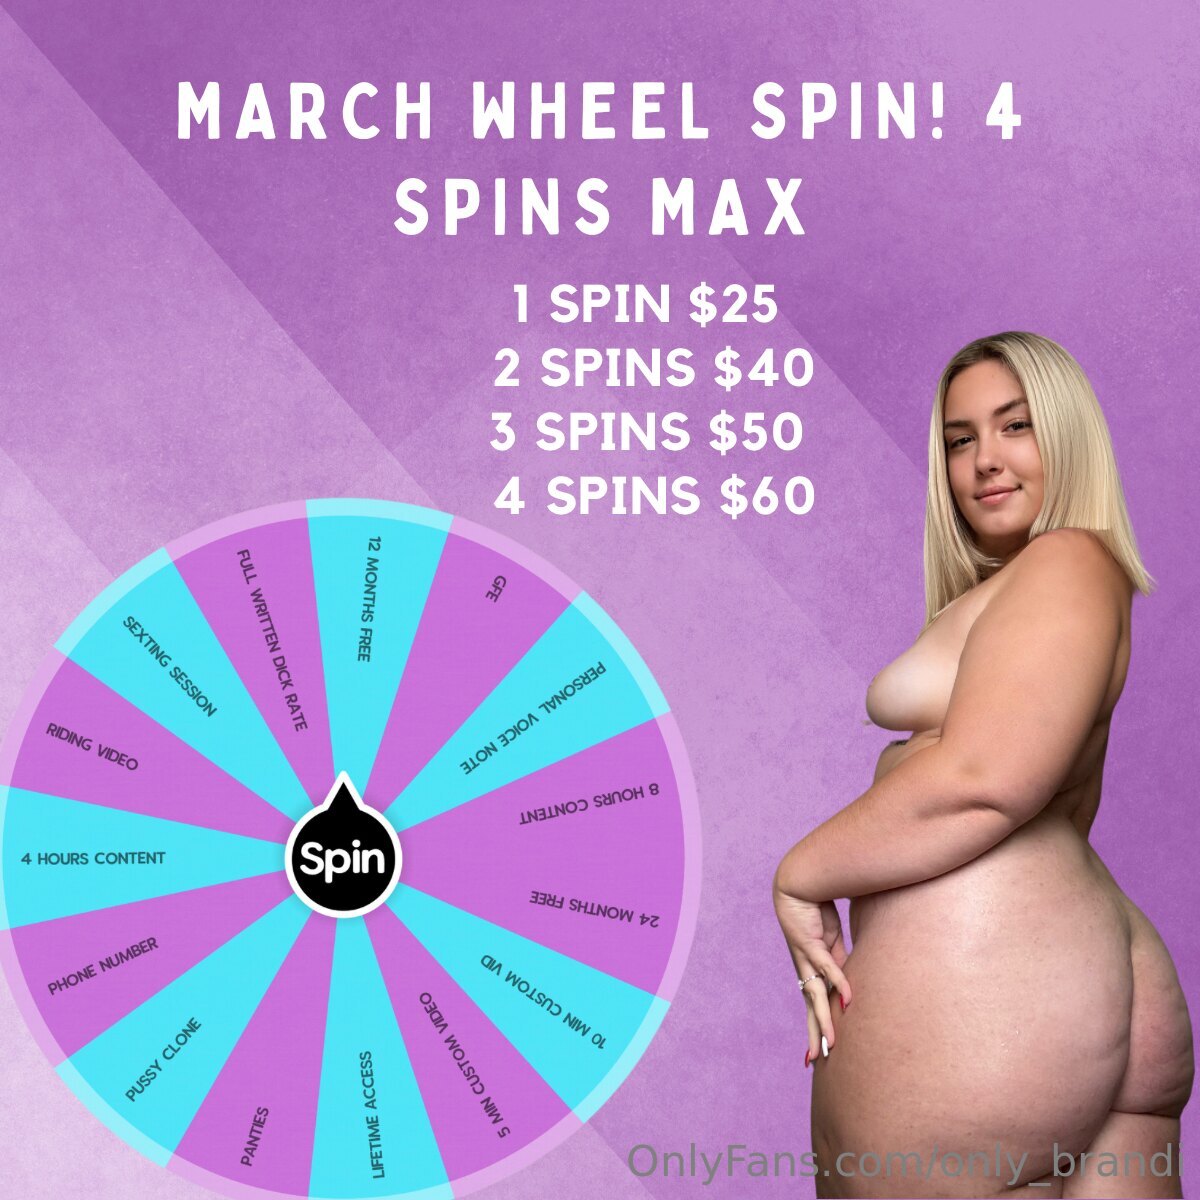 MARCH WHEEL SPIN! 4
SPINS MAX
1 SPIN $25
2 SPINS $40
3 SPINS $50
4 SPINS $60
12 MONTHS FREE
GFE
PERSONAL VOICE NOTE
8 HOURS CONTENT
24 MONTHS FREE
10 MIN CUSTOM VID
5 MIN CUSTOM VIDEO
LIFETIME ACCESS
PANTIES
PUSSY CLONE
PHONE NUMBER
4 HOURS CONTENT
RIDING VIDEO
SEXTING SESSION
FULL WRITTEN DICK RATE
Spin
OnlyFans.com/only_brandi